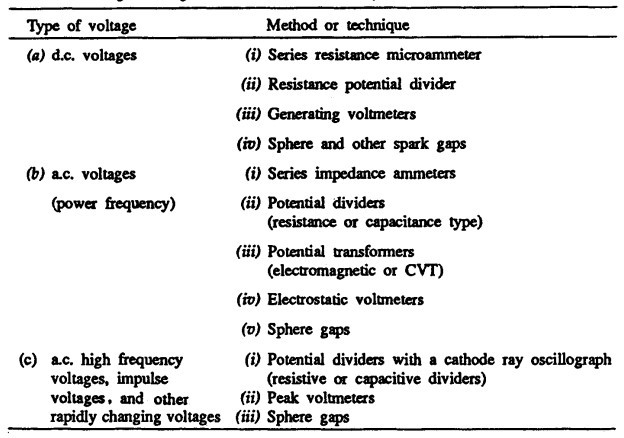 Type of voltage Method or technique
(a) d.c. voltages (i) Series resistance microammeter
(ii) Resistance potential divider
(iii) Generating voltmeters
(iv) Sphere and other spark gaps
(b) a.c. voltages (i) Series impedance ammeters
(power frequency) (ii) Potential dividers
(resistance or capacitance type)
(iii) Potential transformers
(electromagnetic or CVT)
(iv) Electrostatic voltmeters
(v) Sphere gaps
(c) a.c. high frequency (i) Potential dividers with a cathode ray oscillograph
voltages, impulse (resistive or capacitive dividers)
voltages, and other (ii) Peak voltmeters
rapidly changing voltages (iii) Sphere gaps